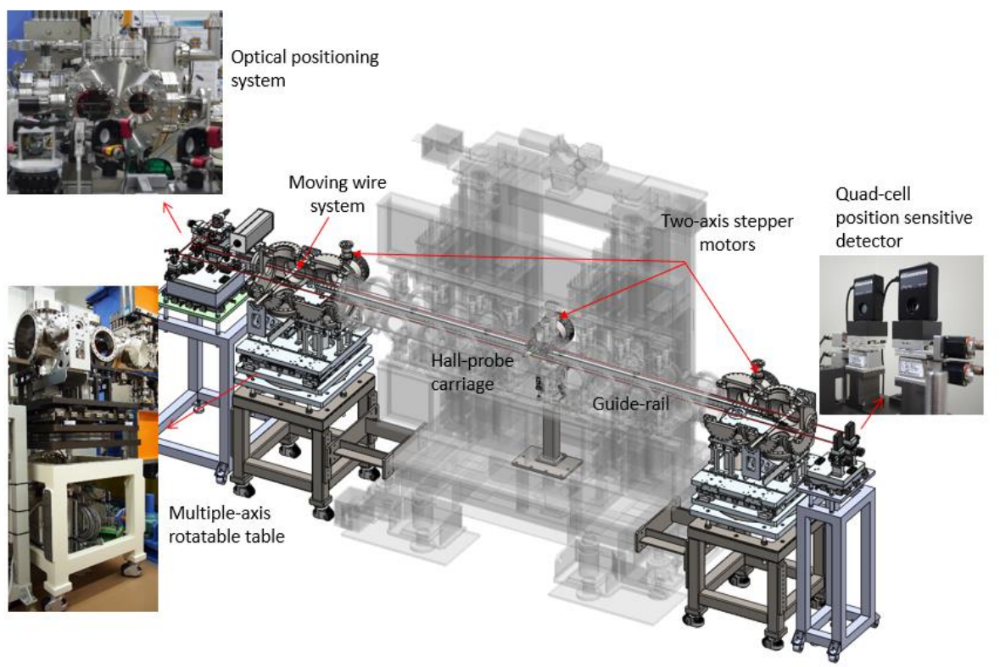 Optical positioning
system
Moving wire
system
Two-axis stepper
motors
Quad-cell
position sensitive
detector
Hall-probe
carriage
Guide-rail
Multiple-axis
rotatable table